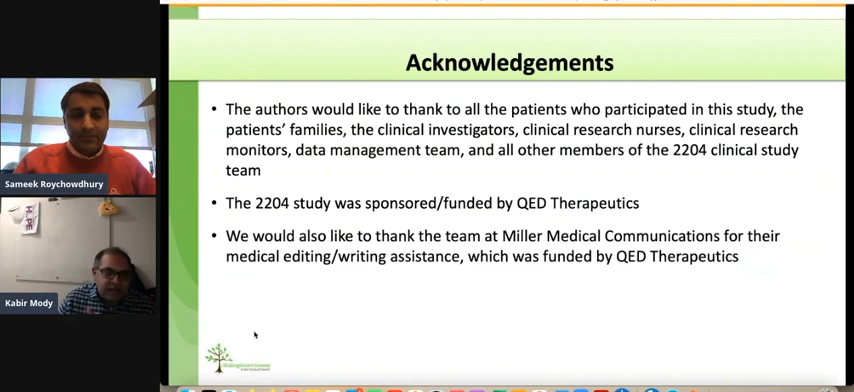 Acknowledgements
• The authors would like to thank to all the patients who participated in this study, the
patients' families, the clinical investigators, clinical research nurses, clinical research
monitors, data management team, and all other members of the 2204 clinical study
team
• The 2204 study was sponsored/funded by QED Therapeutics
• We would also like to thank the team at Miller Medical Communications for their
medical editing/writing assistance, which was funded by QED Therapeutics
Sameek Roychowdhury
Kabir Mody